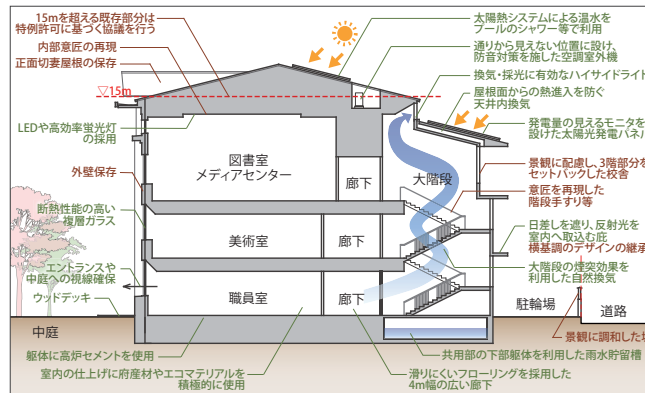 15mを超える既存部分は
特例許可に基づく協議を行う
内部意匠の再現
正面切妻屋根の保存
▽15m
LEDや高効率蛍光灯
の採用
外壁保存
断熱性能の高い
複層ガラス
エントランスや
中庭への視線確保
ウッドデッキ
中庭
太陽熱システムによる温水を
プールのシャワー等で利用
通りから見えない位置に設け、
防音対策を施した空調室外機
換気・採光に有効なハイサイドライト
屋根面からの熱進入を防ぐ
天井内換気
発電量の見えるモニタを
設けた太陽光発電パネル
景観に配慮し、3階部分を
セットバックした校舎
意匠を再現した
階段手すり等
日差しを遮り、反射光を
室内へ取込む庇
横基調のデザインの継承
大階段の煙突効果を
利用した自然換気
図書室
メディアセンター
廊下
大階段
美術室
廊下
職員室
廊下
駐輪場
道路
景観に調和した
躯体に高炉セメントを使用
室内の仕上げに府産材やエコマテリアルを
積極的に使用
滑りにくいフローリングを採用した
4m幅の広い廊下
共用部の下部躯体を利用した雨水貯留槽